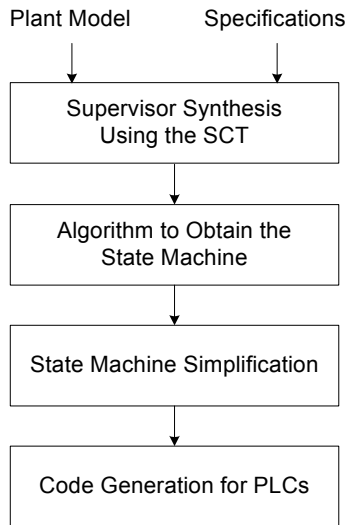 Plant Model
Specifications
Supervisor Synthesis
Using the SCT
Algorithm to Obtain the
State Machine
State Machine Simplification
Code Generation for PLCs